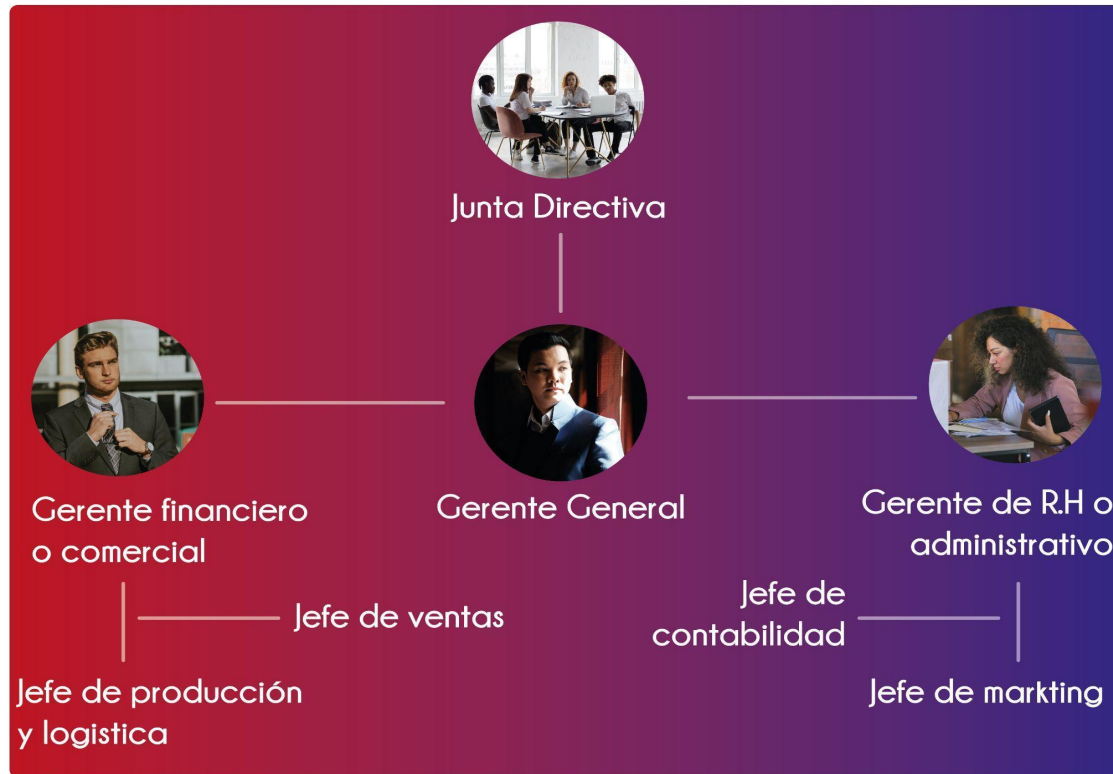 Junta Directiva
Gerente financiero
o comercial
Gerente General
Gerente de R.H o
administrativo
Jefe de ventas
Jefe de
contabilidad
Jefe de producción
y logistica
Jefe de markting